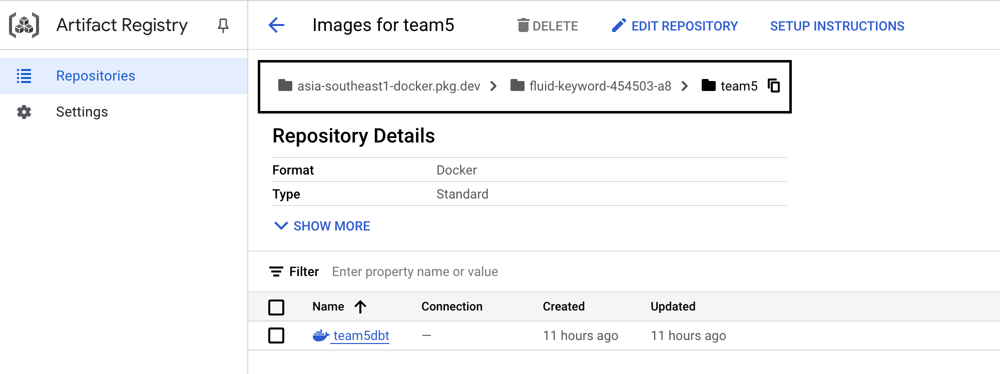 Artifact Registry
Images for team5
DELETE
EDIT REPOSITORY
SETUP INSTRUCTIONS
Repositories
Settings
asia-southeast1-docker.pkg.dev
fluid-keyword-454503-a8
team5
Repository Details
Format Docker
Type Standard
SHOW MORE
Filter Enter property name or value
Name Connection Created Updated
team5dbt — 11 hours ago 11 hours ago